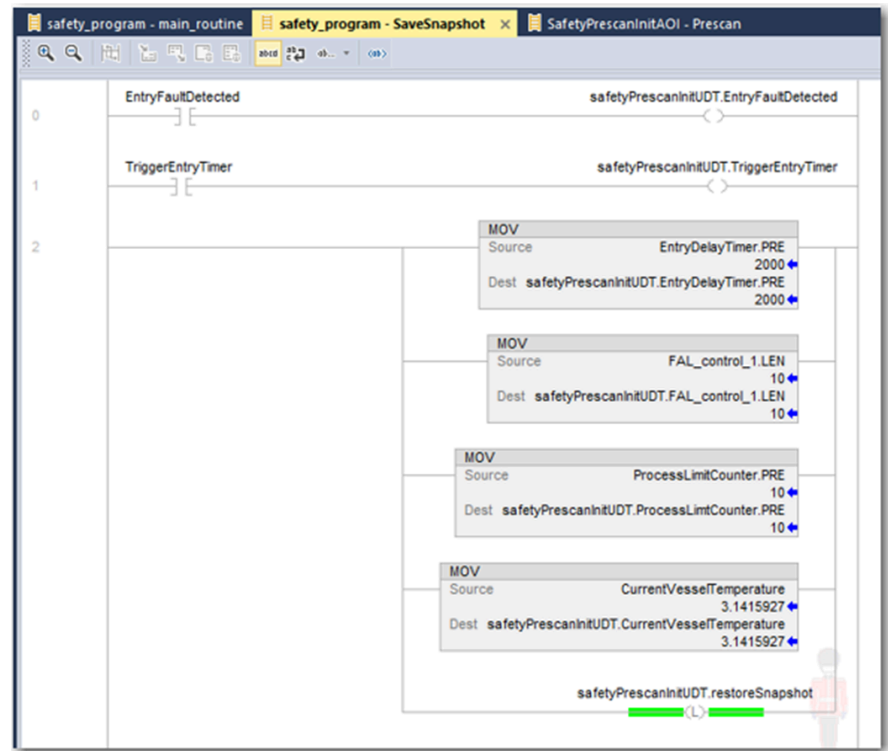 safety_program - main_routine
safety_program - SaveSnapshot ×
SafetyPrescanInitAOI - Prescan
abcd
EntryFaultDetected safetyPrescanInitUDT.EntryFaultDetected
0
TriggerEntryTimer safetyPrescanInitUDT.TriggerEntryTimer
1
2
MOV
Source EntryDelayTimer.PRE
2000
Dest safetyPrescanInitUDT.EntryDelayTimer.PRE
2000
MOV
Source FAL_control_1.LEN
10
Dest safetyPrescanInitUDT.FAL_control_1.LEN
10
MOV
Source ProcessLimitCounter.PRE
10
Dest safetyPrescanInitUDT.ProcessLimtCounter.PRE
10
MOV
Source CurrentVesselTemperature
3.1415927
Dest safetyPrescanInitUDT.CurrentVesselTemperature
3.1415927
safetyPrescanInitUDT.restoreSnapshot
L